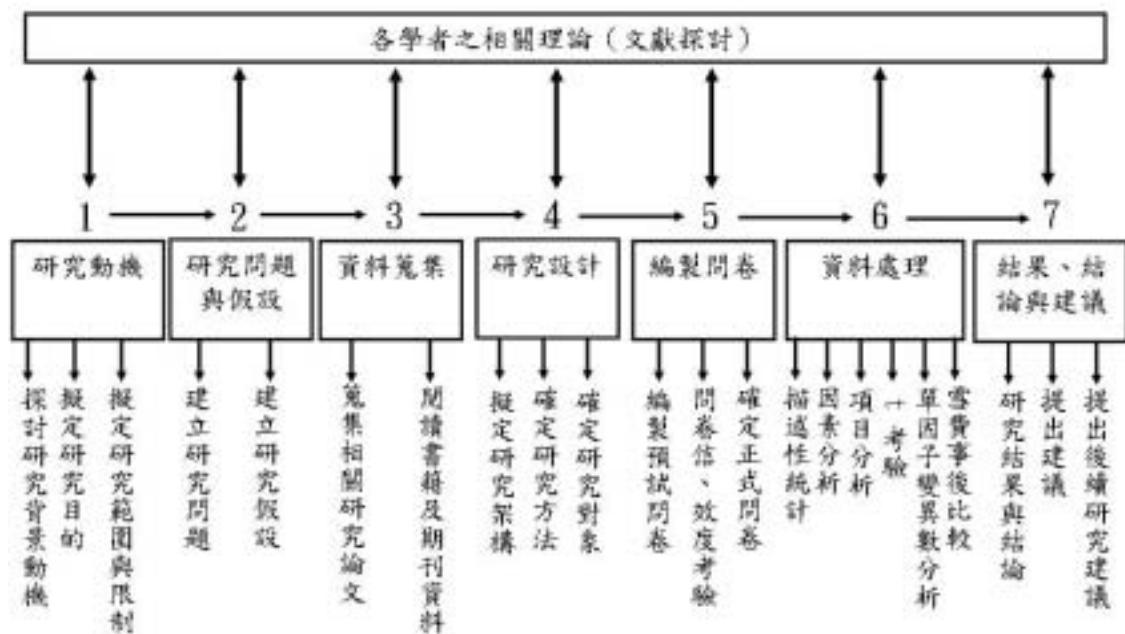 各學者之相關理論（文獻探討）
1
2
3
4
5
6
7
研究動機
研究問題
與假設
資料蒐集
研究設計
編製問卷
資料處理
結果、結
論與建議
探討研究背景動機
擬定研究目的
擬定研究範圍與限制
建立研究問題
建立研究假設
蒐集相關研究論文
閱讀書籍及期刊資料
擬定研究架構
確定研究方法
確定研究對象
編製預試問卷
問卷信、效度考驗
確定正式問卷
描述性統計
因素分析
項目分析
t考驗
單因子變異數分析
雪費事後比較
研究結果與結論
提出建議
提出後續研究建議